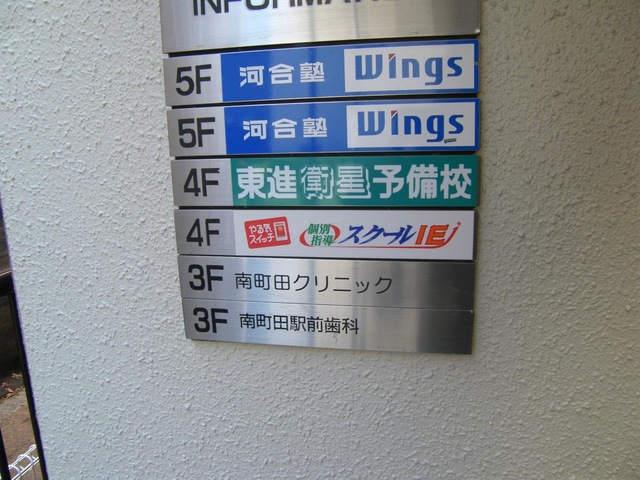 INFORMA
5F 河合塾 Wings
5F 河合塾 Wings
4F 東進衛星予備校
4F やる気スイッチ 個別指導 スクールIE
3F 南町田クリニック
3F 南町田駅前歯科